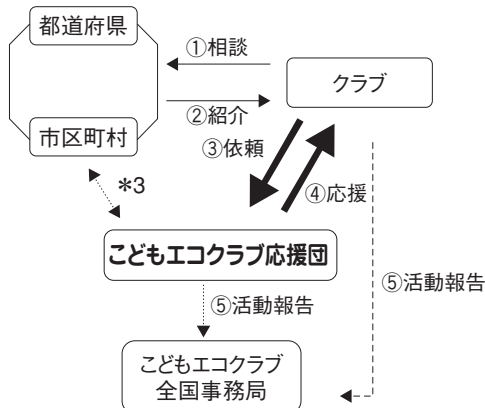 都道府県
①相談
クラブ
②紹介
市区町村
③依頼
＊3
④応援
こどもエコクラブ応援団
⑤活動報告
⑤活動報告
こどもエコクラブ
全国事務局